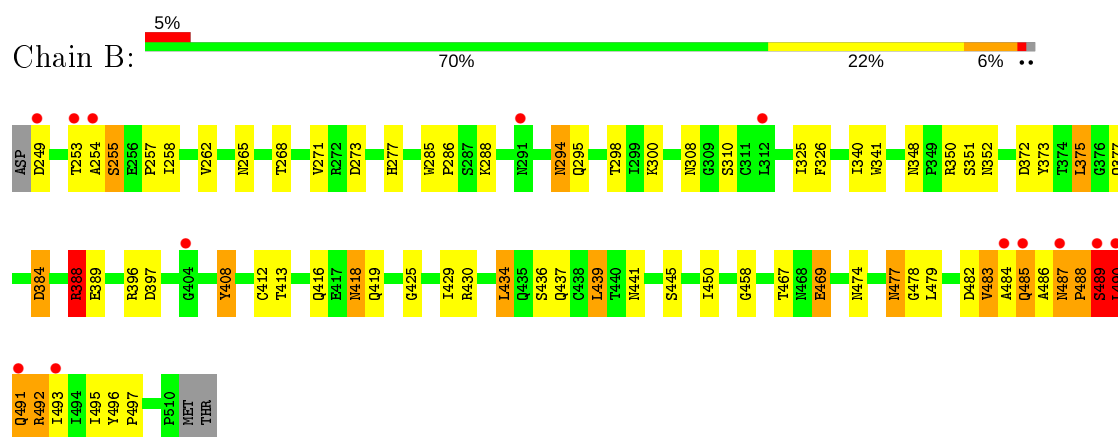 5%
Chain B:
70% 22% 6% ••
ASP D249 T253 A254 S255 E256 P257 I258 V262 N265 T268 V271 R272 D273 H277 W285 P286 S287 K288 N291 N294 Q295 T298 I299 K300 N308 G309 S310 C311 L312 I325 F326 I340 W341 N348 P349 R350 S351 N352 D372 Y373 T374 L375 G376 Q377
D384 R388 E389 R396 D397 G404 Y408 C412 T413 Q416 E417 N418 Q419 G425 I429 R430 L434 Q435 S436 Q437 C438 L439 T440 N441 S445 I450 G458 T467 N468 E469 N474 N477 G478 L479 D482 V483 A484 Q485 A486 N487 P488 S489 L490
Q491 R492 I493 I494 I495 Y496 P497 P510 MET THR